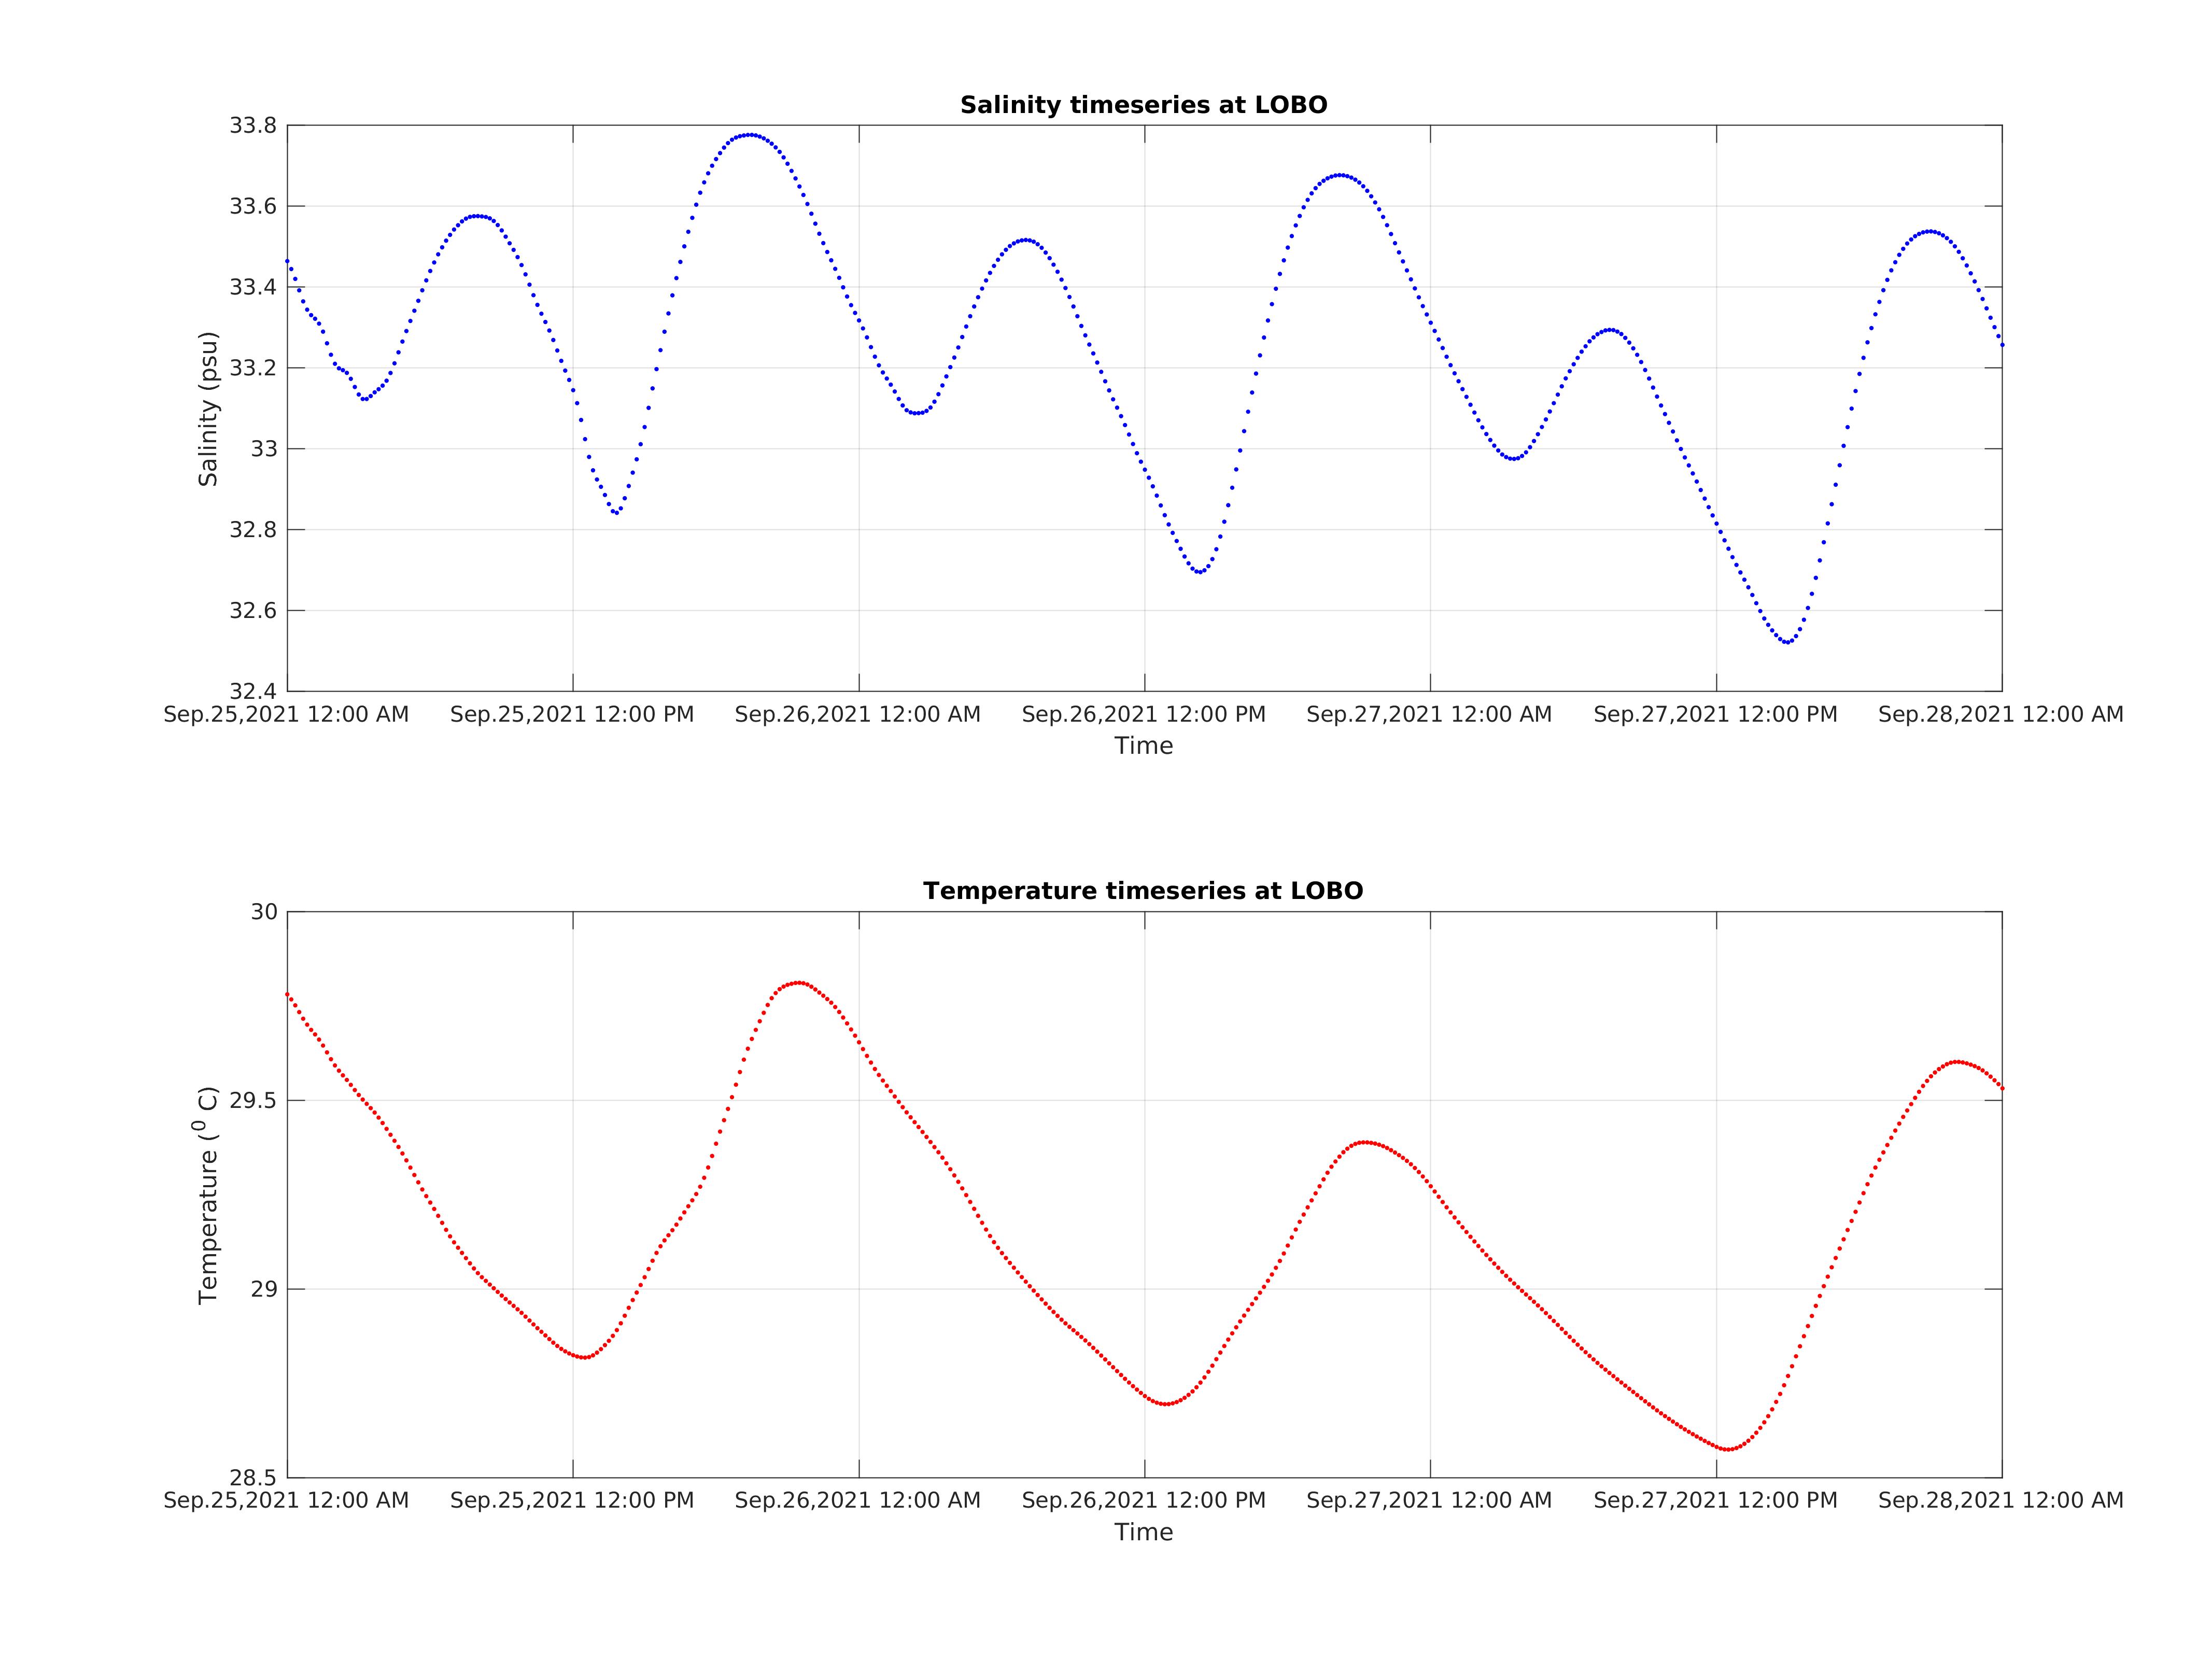 Salinity timeseries at LOBO
33.8
33.6
33.4
33.2
33
32.8
32.6
32.4
Salinity (psu)
Sep.25,2021 12:00 AM Sep.25,2021 12:00 PM Sep.26,2021 12:00 AM Sep.26,2021 12:00 PM Sep.27,2021 12:00 AM Sep.27,2021 12:00 PM Sep.28,2021 12:00 AM
Time
Temperature timeseries at LOBO
30
29.5
29
28.5
Temperature (⁰ C)
Sep.25,2021 12:00 AM Sep.25,2021 12:00 PM Sep.26,2021 12:00 AM Sep.26,2021 12:00 PM Sep.27,2021 12:00 AM Sep.27,2021 12:00 PM Sep.28,2021 12:00 AM
Time